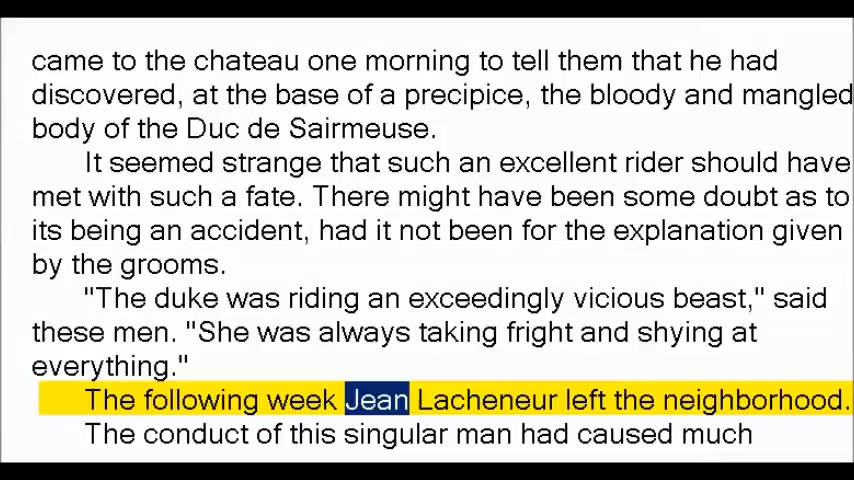 came to the chateau one morning to tell them that he had
discovered, at the base of a precipice, the bloody and mangled
body of the Duc de Sairmeuse.
It seemed strange that such an excellent rider should have
met with such a fate. There might have been some doubt as to
its being an accident, had it not been for the explanation given
by the grooms.
"The duke was riding an exceedingly vicious beast," said
these men. "She was always taking fright and shying at
everything."
The following week Jean Lacheneur left the neighborhood.
The conduct of this singular man had caused much